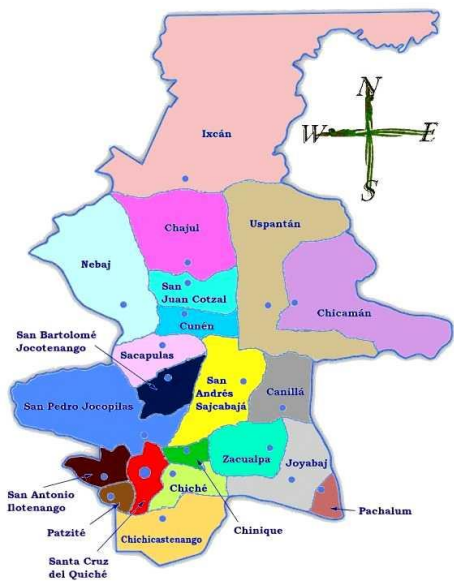 N
W
E
S
Ixcán
Chajul
Uspantán
Nebaj
San
Juan Cotzal
Chicamán
Cunén
San Bartolomé
Jocotenango
Sacapulas
San
Andrés
Sajcabajá
Canillá
San Pedro Jocopilas
Zacualpa
Joyabaj
San Antonio
Ilotenango
Chiché
Patzité
Chinique
Pachalum
Santa Cruz
del Quiché
Chichicastenango